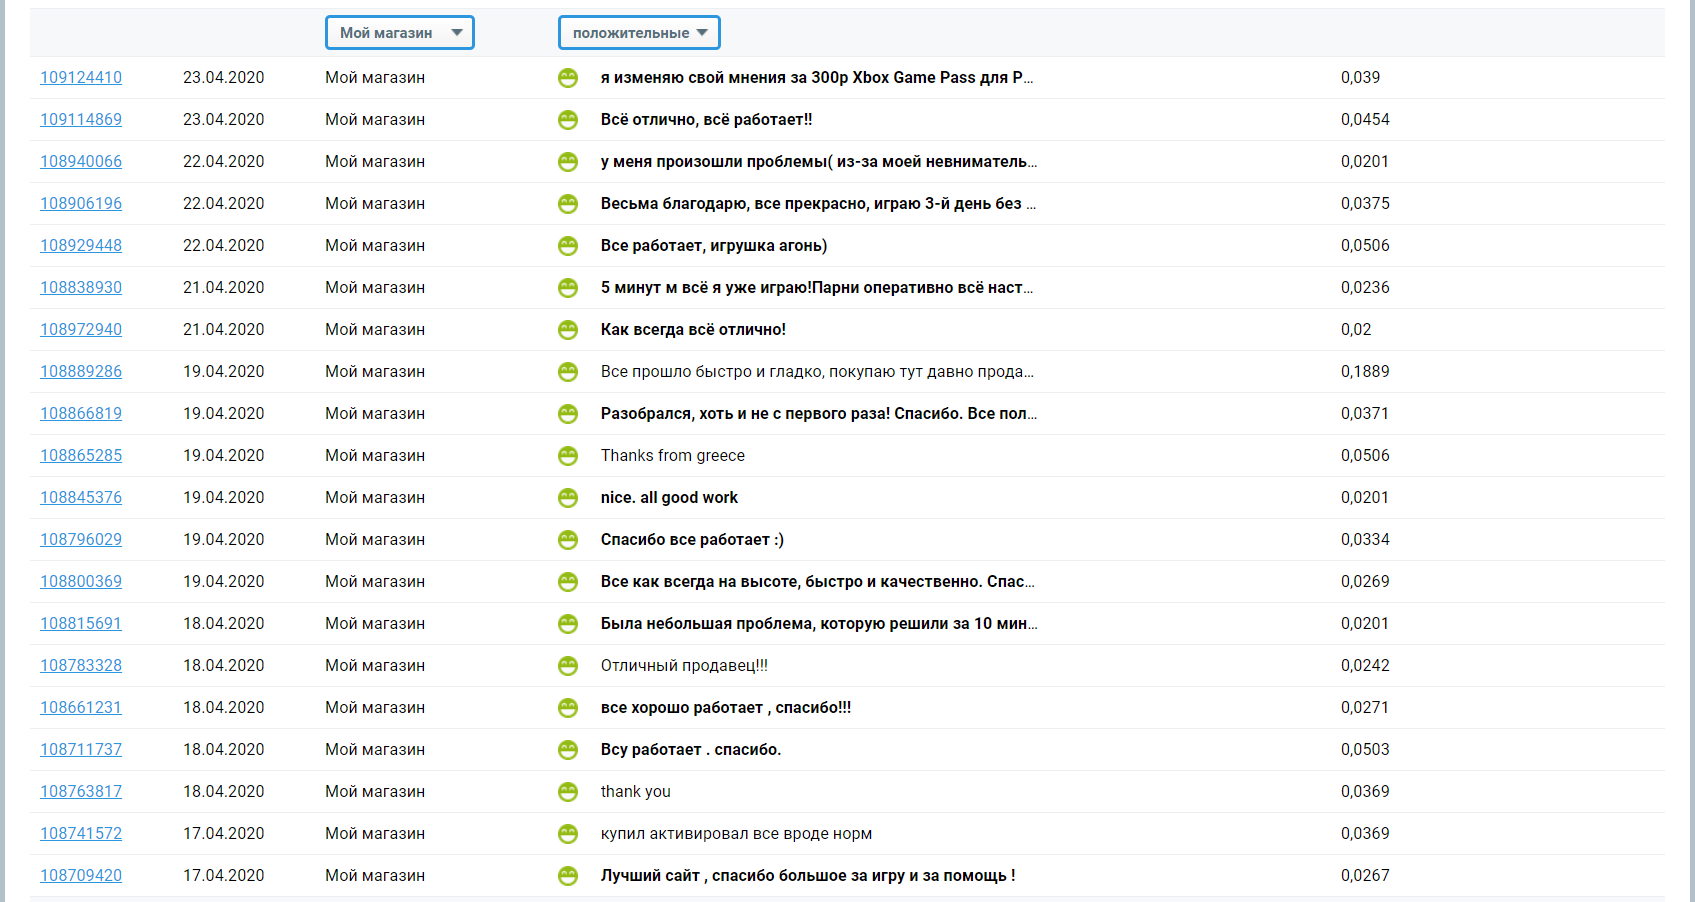 Мой магазин положительные
109124410 23.04.2020 Мой магазин я изменяю свой мнения за 300р Xbox Game Pass для P...
109114869 23.04.2020 Мой магазин Всё отлично, всё работает!!! 0,0454
108940066 22.04.2020 Мой магазин у меня произошли проблемы( из-за моей невниматель... 0,0201
108906196 22.04.2020 Мой магазин Весьма благодарю, все прекрасно, играю 3-й день без ... 0,0375
108929448 22.04.2020 Мой магазин Все работает, игрушка агонь) 0,0506
108838930 21.04.2020 Мой магазин 5 минут м всё я уже играю!Парни оперативно всё наст... 0,0236
108972940 21.04.2020 Мой магазин Как всегда всё отлично! 0,02
108889286 19.04.2020 Мой магазин Все прошло быстро и гладко, покупаю тут давно прода... 0,1889
108866819 19.04.2020 Мой магазин Разобрался, хоть и не с первого раза! Спасибо. Все пол... 0,0371
108865285 19.04.2020 Мой магазин Thanks from greece 0,0506
108845376 19.04.2020 Мой магазин nice. all good work 0,0201
108796029 19.04.2020 Мой магазин Спасибо все работает :) 0,0334
108800369 19.04.2020 Мой магазин Все как всегда на высоте, быстро и качественно. Спас... 0,0269
108815691 18.04.2020 Мой магазин Была небольшая проблема, которую решили за 10 мин... 0,0201
108783328 18.04.2020 Мой магазин Отличный продавец!!! 0,0242
108661231 18.04.2020 Мой магазин все хорошо работает , спасибо!!! 0,0271
108711737 18.04.2020 Мой магазин Всу работает . спасибо. 0,0503
108763817 18.04.2020 Мой магазин thank you 0,0369
108741572 17.04.2020 Мой магазин купил активировал все вроде норм 0,0369
108709420 17.04.2020 Мой магазин Лучший сайт , спасибо большое за игру и за помощь ! 0,0267